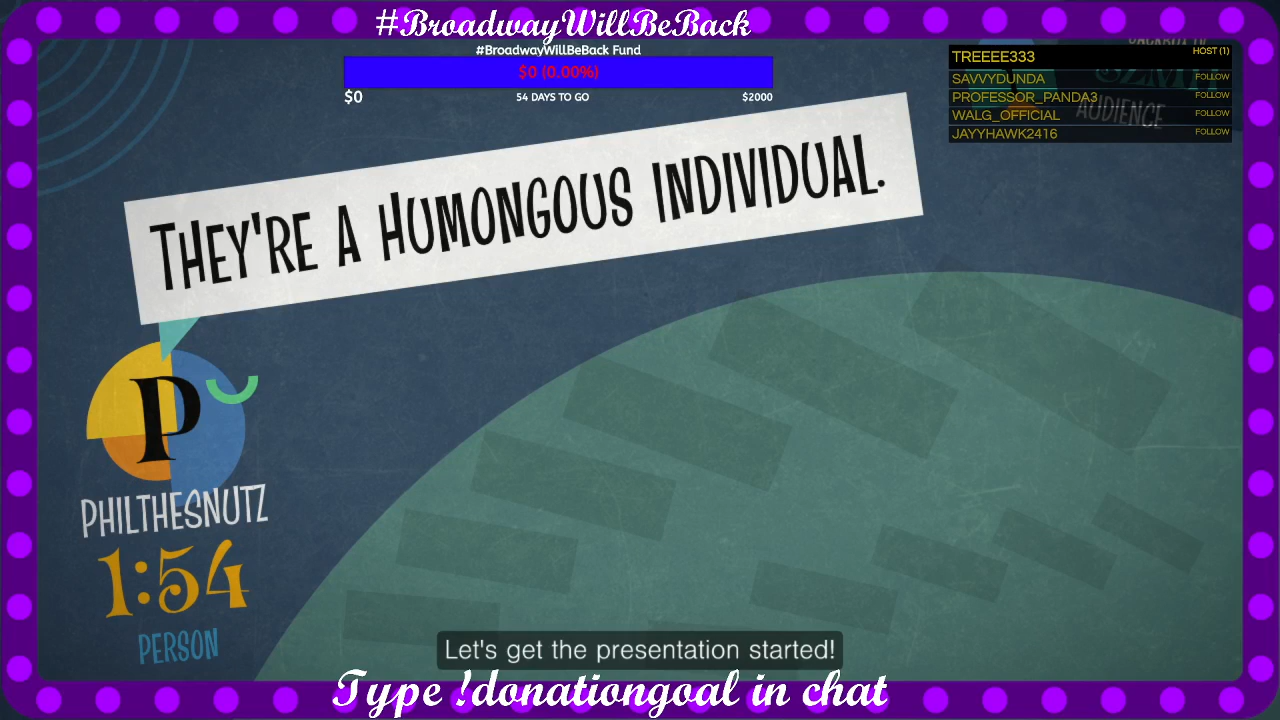 #BroadwayWillBeBack
#BroadwayWillBeBack Fund
$0 (0.00%)
$0 54 DAYS TO GO $2000
TREEEE333 HOST (1)
SAVVYDUNDA FOLLOW
PROFESSOR_PANDA3 FOLLOW
WALG_OFFICIAL FOLLOW
JAYYHAWK2416 FOLLOW
AUDIENCE
THEY'RE A HUMONGOUS INDIVIDUAL.
P
PHILTHESNUTZ
1:54
PERSON
Let's get the presentation started!
Type !donationgoal in chat